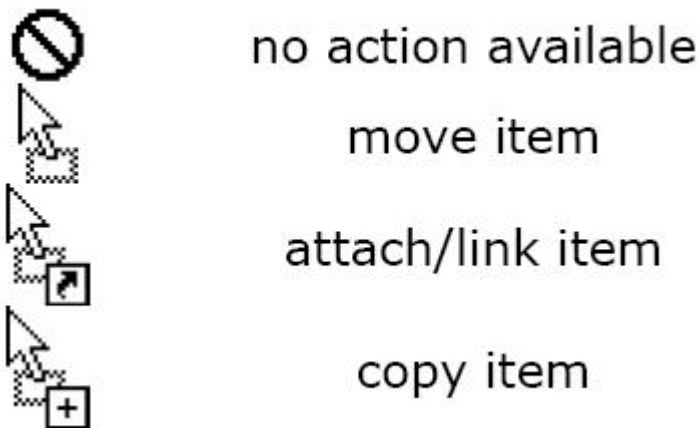 no action available
move item
attach/link item
copy item